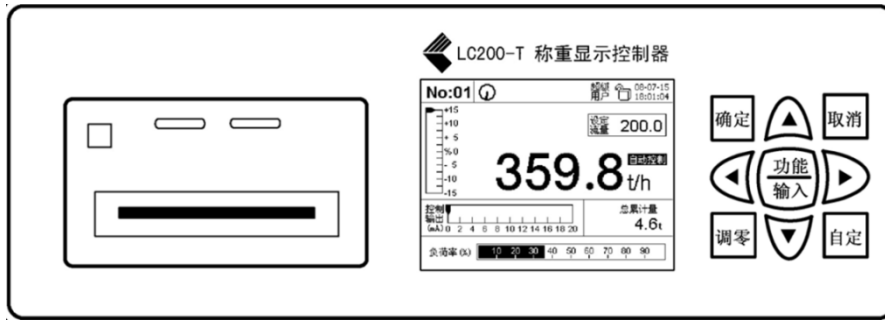 LC200-T 称重显示控制器
No:01
超级用户
08-07-15
18:01:04
+15
+10
+ 5
%0
- 5
-10
-15
设定流量 200.0
自动控制
359.8 t/h
控制输出(mA) 0 2 4 6 8 10 12 14 16 18 20
总累计量
4.6t
负荷率(%) 10 20 30 40 50 60 70 80 90
确定
取消
功能
输入
调零
自定